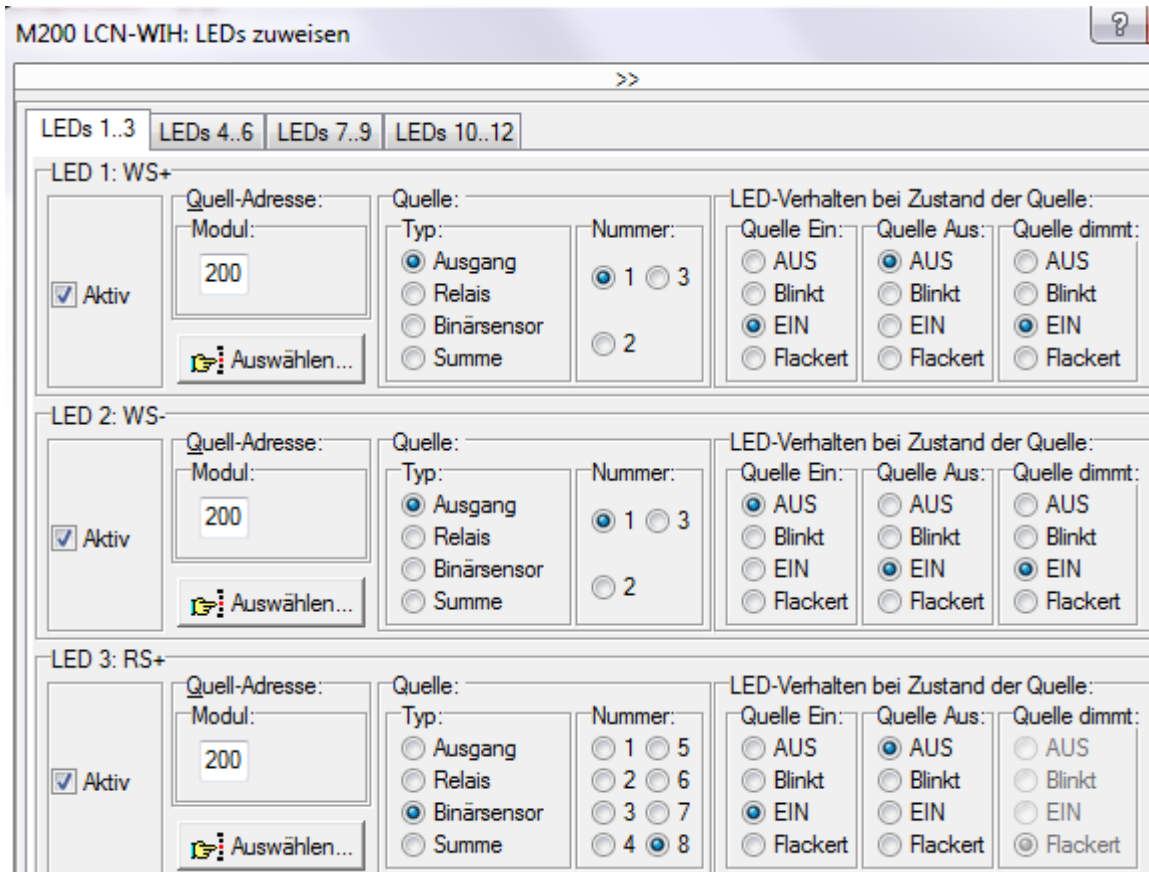 M200 LCN-WIH: LEDs zuweisen
?
>>
LEDs 1..3 LEDs 4..6 LEDs 7..9 LEDs 10..12
LED 1: WS+
Quell-Adresse: Quelle: LED-Verhalten bei Zustand der Quelle:
Modul: Typ: Nummer: Quelle Ein: Quelle Aus: Quelle dimmt:
200 Ausgang 1 3 AUS AUS AUS
Aktiv Relais Blinkt Blinkt Blinkt
Binärsensor 2 EIN EIN EIN
Auswählen... Summe Flackert Flackert Flackert
LED 2: WS-
Quell-Adresse: Quelle: LED-Verhalten bei Zustand der Quelle:
Modul: Typ: Nummer: Quelle Ein: Quelle Aus: Quelle dimmt:
200 Ausgang 1 3 AUS AUS AUS
Aktiv Relais Blinkt Blinkt Blinkt
Binärsensor 2 EIN EIN EIN
Auswählen... Summe Flackert Flackert Flackert
LED 3: RS+
Quell-Adresse: Quelle: LED-Verhalten bei Zustand der Quelle:
Modul: Typ: Nummer: Quelle Ein: Quelle Aus: Quelle dimmt:
200 Ausgang 1 5 AUS AUS AUS
Aktiv Relais 2 6 Blinkt Blinkt Blinkt
Binärsensor 3 7 EIN EIN EIN
Auswählen... Summe 4 8 Flackert Flackert Flackert